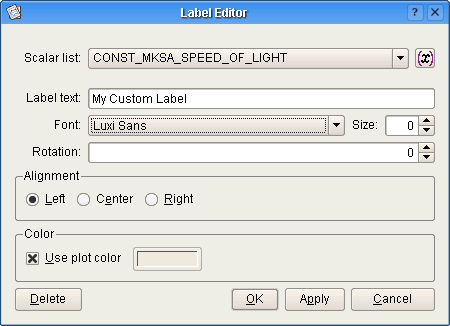 Label Editor
Scalar list: CONST_MKSA_SPEED_OF_LIGHT
Label text: My Custom Label
Font: Luxi Sans Size: 0
Rotation: 0
Alignment
Left Center Right
Color
Use plot color
Delete OK Apply Cancel